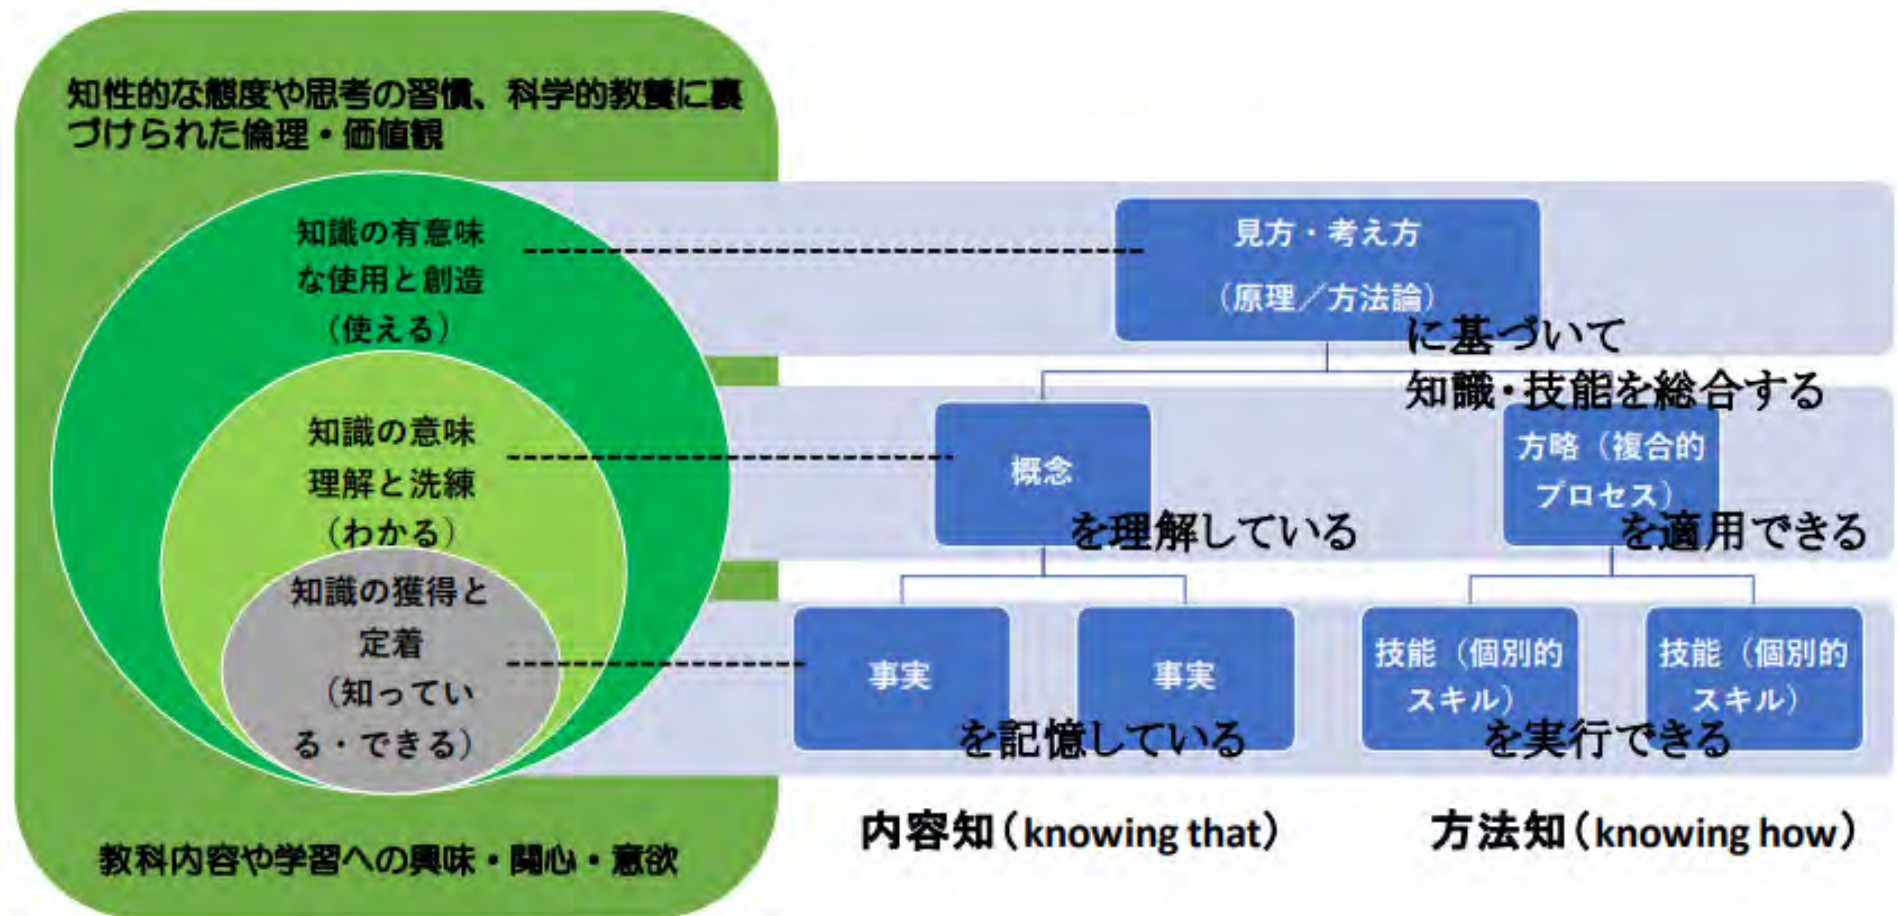 知性的な態度や思考の習慣、科学的教養に裏
づけられた倫理・価値観
知識の有意味
な使用と創造
（使える）
見方・考え方
（原理／方法論）
に基づいて
知識・技能を総合する
知識の意味
理解と洗練
（わかる）
概念
を理解している
方略（複合的
プロセス）
を適用できる
知識の獲得と
定着
（知ってい
る・できる）
事実
事実
を記憶している
技能（個別的
スキル）
技能（個別的
スキル）
を実行できる
内容知（knowing that）
方法知（knowing how）
教科内容や学習への興味・関心・意欲